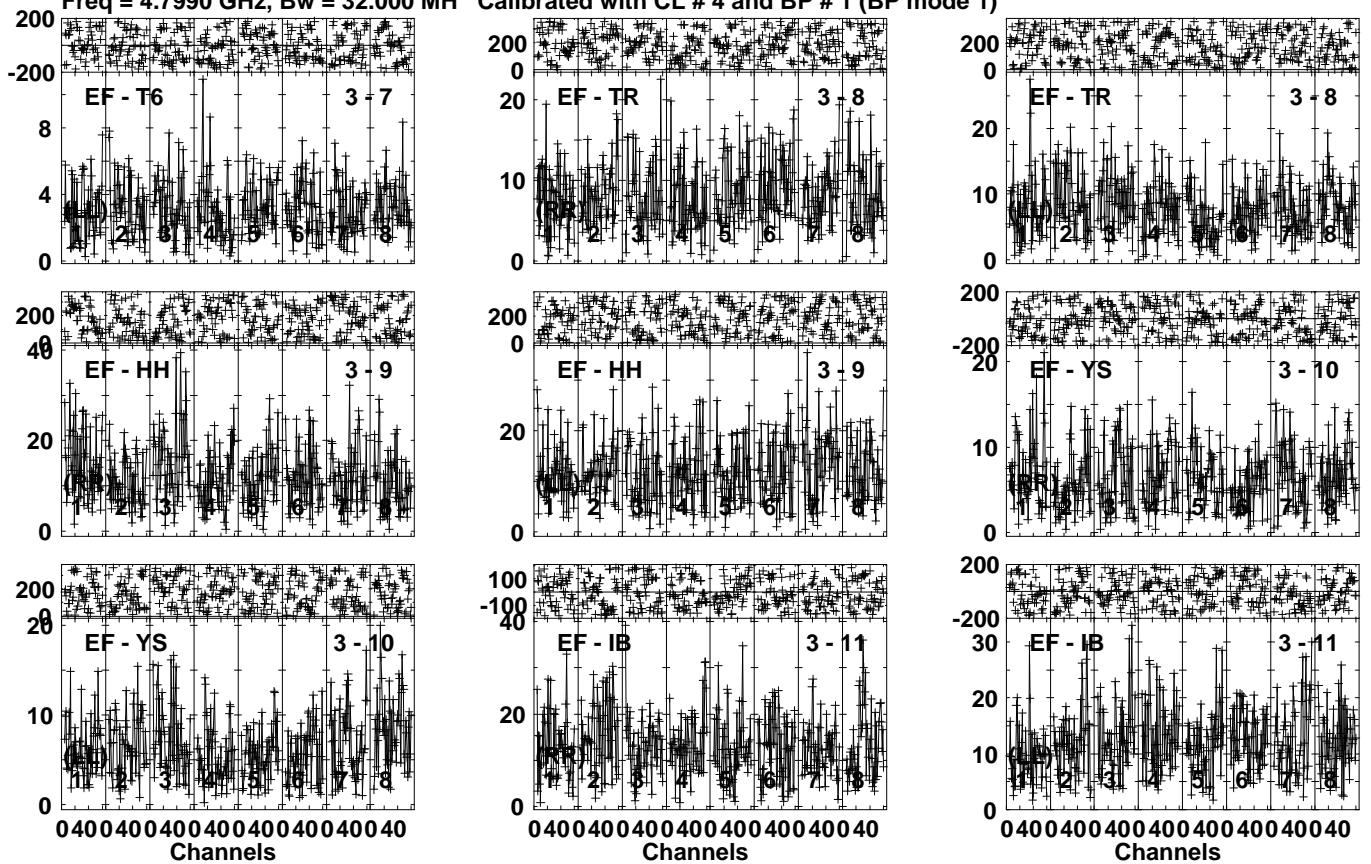 Freq = 4.7990 GHz, Bw = 32.000 MH Calibrated with CL # 4 and BP # 1 (BP mode 1)
200
-200
EF - T6 3 - 7
8
4
0
(LL)
1 2 3 4 5 6 7 8
200
0
EF - TR 3 - 8
20
10
0
(RR)
1 2 3 4 5 6 7 8
200
0
EF - TR 3 - 8
20
10
0
(LL)
1 2 3 4 5 6 7 8
200
0
40
EF - HH 3 - 9
20
0
(RR)
1 2 3 4 5 6 7 8
200
0
EF - HH 3 - 9
20
0
(LL)
1 2 3 4 5 6 7 8
200
-200
20
EF - YS 3 - 10
10
0
(RR)
1 2 3 4 5 6 7 8
200
0
20
EF - YS 3 - 10
10
0
(LL)
1 2 3 4 5 6 7 8
0 40 0 40 0 40 0 40 0 40 0 40 0 40 0 40
Channels
100
-100
40
EF - IB 3 - 11
20
0
(RR)
1 2 3 4 5 6 7 8
0 40 0 40 0 40 0 40 0 40 0 40 0 40 0 40
Channels
200
-200
30
EF - IB 3 - 11
20
10
0
(LL)
1 2 3 4 5 6 7 8
0 40 0 40 0 40 0 40 0 40 0 40 0 40 0 40
Channels